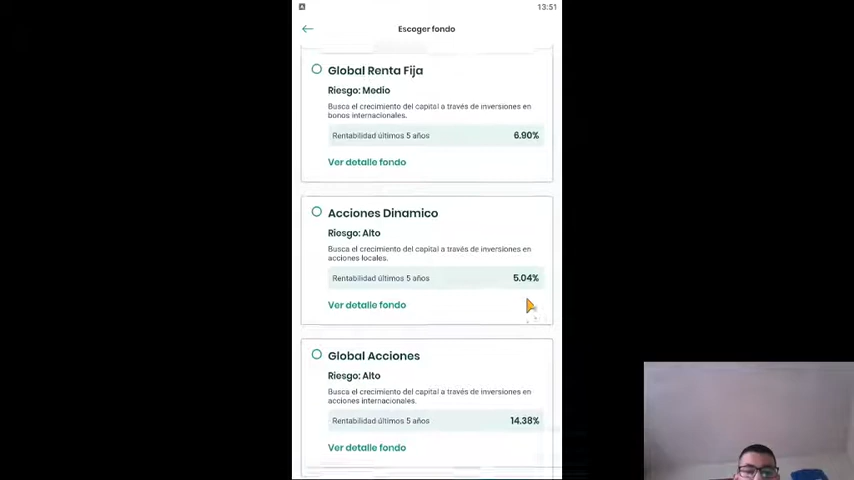 13:51
Escoger fondo
Global Renta Fija
Riesgo: Medio
Busca el crecimiento del capital a través de inversiones en
bonos internacionales.
Rentabilidad últimos 5 años 6.90%
Ver detalle fondo
Acciones Dinamico
Riesgo: Alto
Busca el crecimiento del capital a través de inversiones en
acciones locales.
Rentabilidad últimos 5 años 5.04%
Ver detalle fondo
Global Acciones
Riesgo: Alto
Busca el crecimiento del capital a través de inversiones en
acciones internacionales.
Rentabilidad últimos 5 años 14.38%
Ver detalle fondo